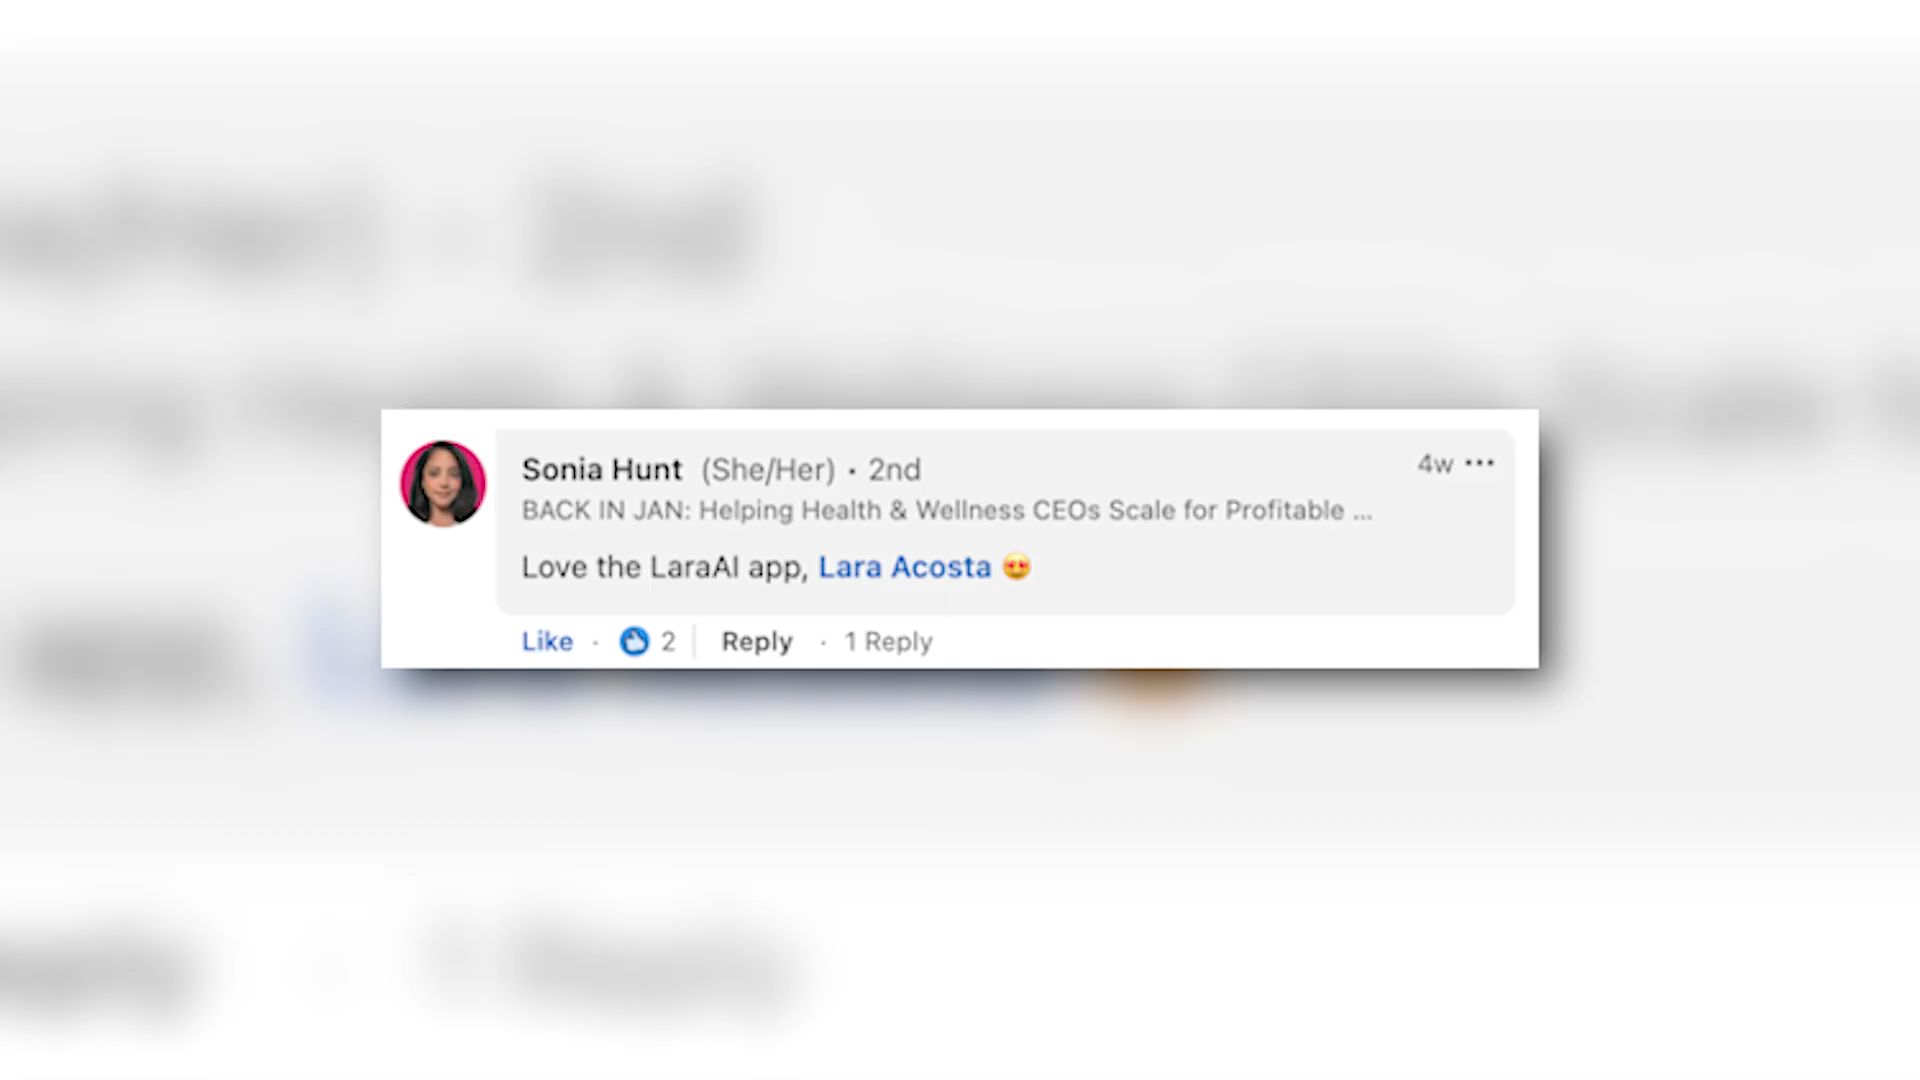 Sonia Hunt (She/Her) • 2nd
4w •••
BACK IN JAN: Helping Health & Wellness CEOs Scale for Profitable ...
Love the LaraAI app, Lara Acosta 😍
Like · 2 | Reply · 1 Reply